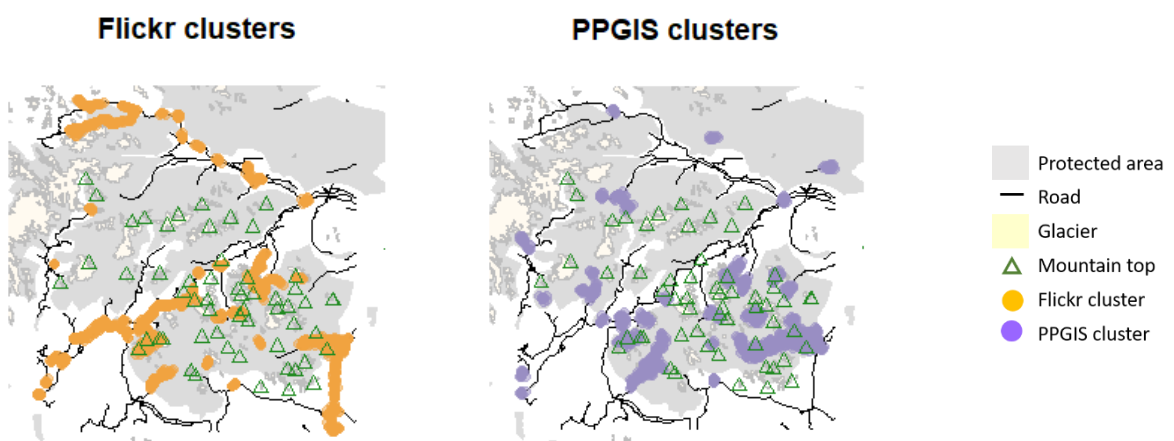 Flickr clusters
PPGIS clusters
Protected area
Road
Glacier
Mountain top
Flickr cluster
PPGIS cluster